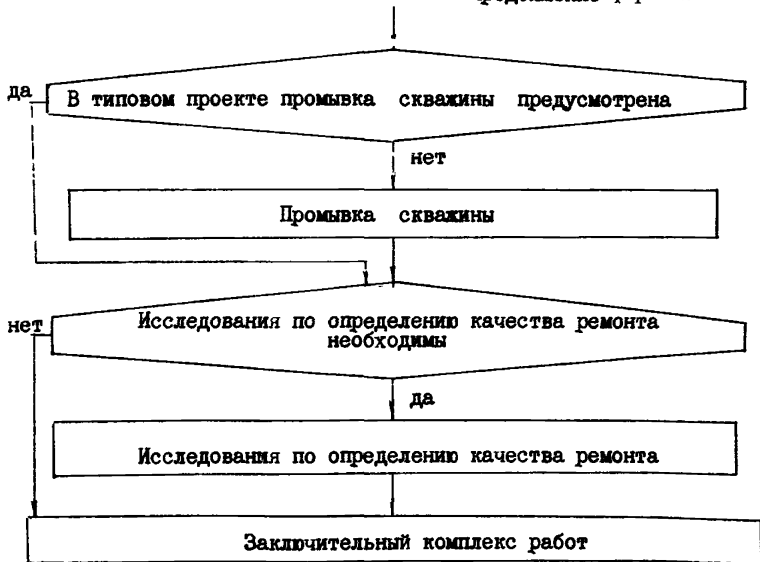 да
В типовом проекте промывка скважины предусмотрена
нет
Промывка скважины
нет
Исследования по определению качества ремонта
необходимы
да
Исследования по определению качества ремонта
Заключительный комплекс работ